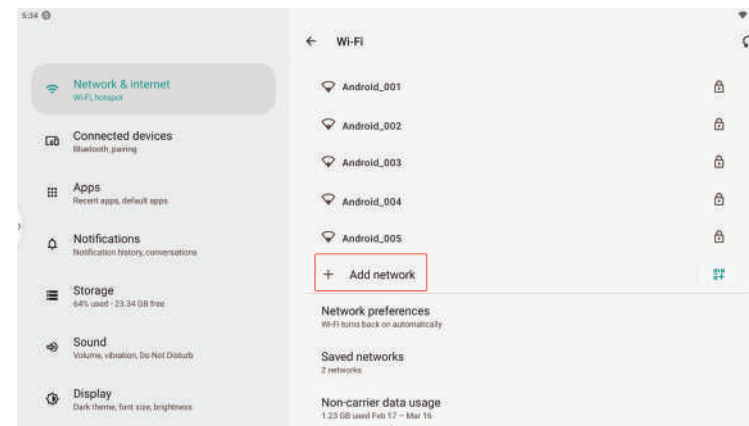 5:34
Network & internet
Wi-Fi, hotspot
Connected devices
Bluetooth, pairing
Apps
Recent apps, default apps
Notifications
Notification history, conversations
Storage
64% used - 23.34 GB free
Sound
Volume, vibration, Do Not Disturb
Display
Dark theme, font size, brightness
Wi-Fi
Android_001
Android_002
Android_003
Android_004
Android_005
+ Add network
Network preferences
Wi-Fi turns back on automatically
Saved networks
2 networks
Non-carrier data usage
1.23 GB used Feb 17 – Mar 16